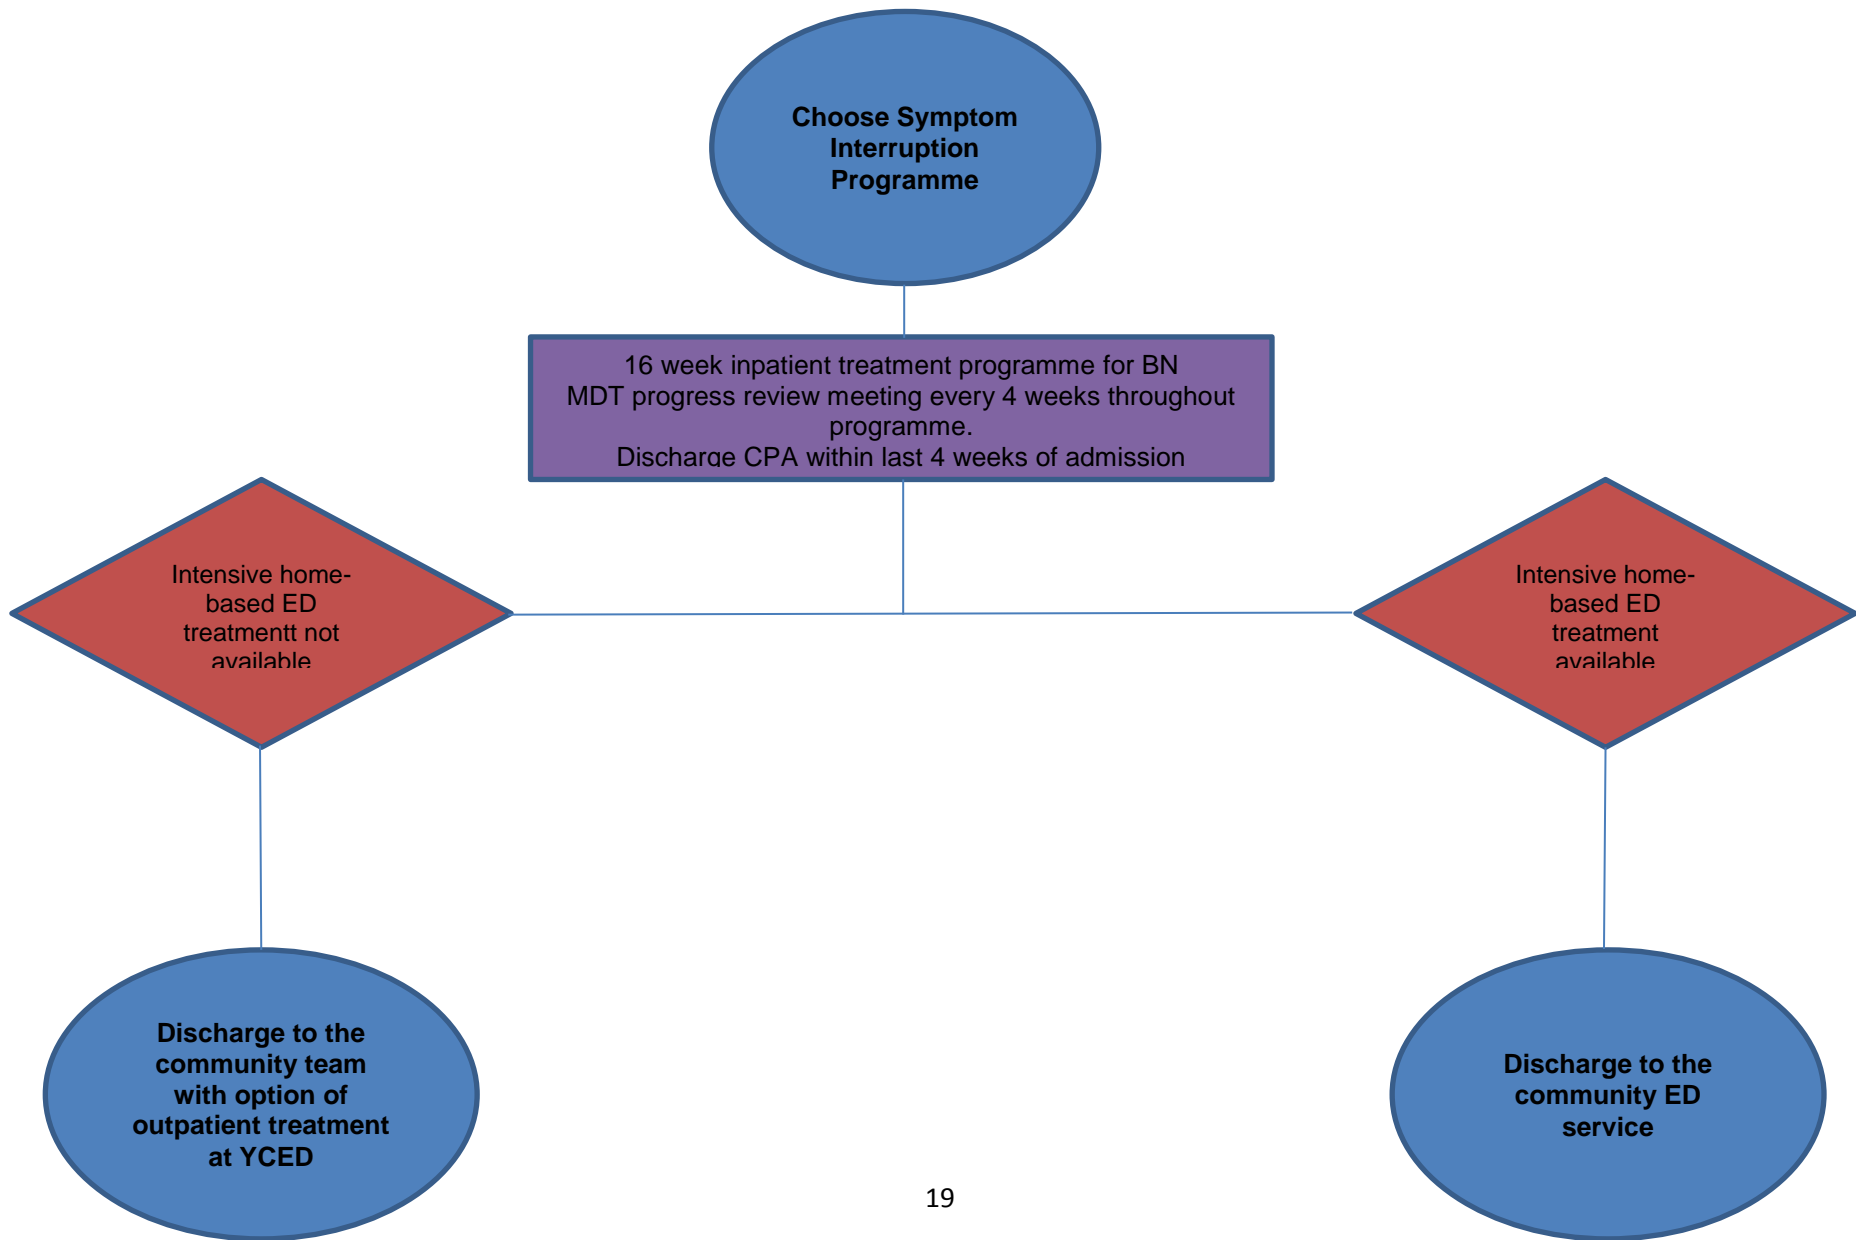 Choose Symptom
Interruption
Programme
16 week inpatient treatment programme for BN
MDT progress review meeting every 4 weeks throughout
programme.
Discharge CPA within last 4 weeks of admission
Intensive home-
based ED
treatmentt not
available
Intensive home-
based ED
treatment
available
Discharge to the
community team
with option of
outpatient treatment
at YCED
Discharge to the
community ED
service
19